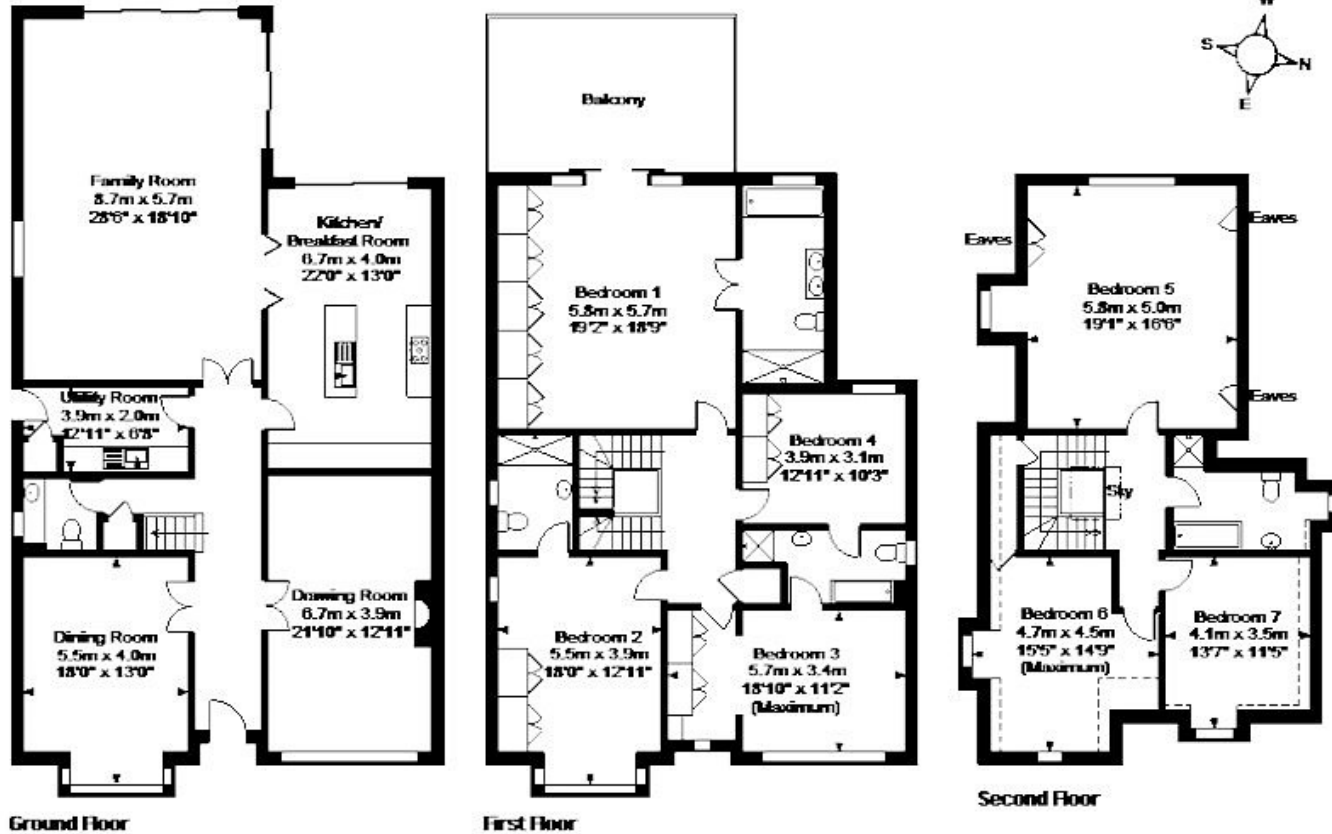 W
S
N
E
Family Room
8.7m x 5.7m
28'6" x 18'10"
Kitchen/
Breakfast Room
6.7m x 4.0m
22'0" x 13'0"
Utility Room
3.9m x 2.0m
12'11" x 6'8"
Dining Room
5.5m x 4.0m
18'0" x 13'0"
Drawing Room
6.7m x 3.9m
21'10" x 12'11"
Ground Floor
Balcony
Bedroom 1
5.8m x 5.7m
19'2" x 18'9"
Bedroom 4
3.9m x 3.1m
12'11" x 10'3"
Bedroom 2
5.5m x 3.9m
18'0" x 12'11"
Bedroom 3
5.7m x 3.4m
18'10" x 11'2"
(Maximum)
First Floor
Eaves
Eaves
Bedroom 5
5.8m x 5.0m
19'1" x 16'6"
Eaves
Sky
Bedroom 6
4.7m x 4.5m
15'5" x 14'9"
(Maximum)
Bedroom 7
4.1m x 3.5m
13'7" x 11'5"
Second Floor